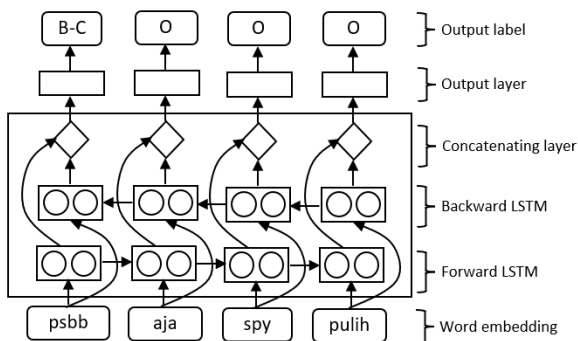 B-C O O O Output label
Output layer
Concatenating layer
Backward LSTM
Forward LSTM
psbb aja spy pulih Word embedding